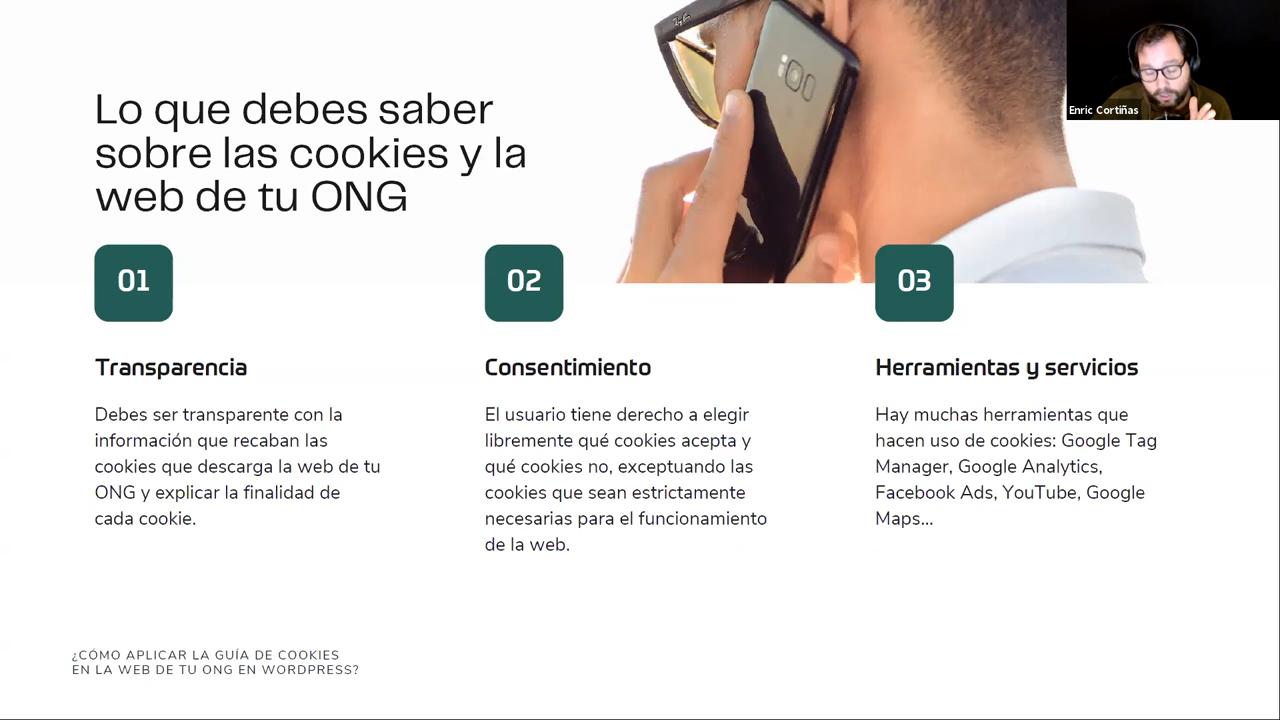 Enric Cortiñas
Lo que debes saber
sobre las cookies y la
web de tu ONG
01
Transparencia
Debes ser transparente con la
información que recaban las
cookies que descarga la web de tu
ONG y explicar la finalidad de
cada cookie.
02
Consentimiento
El usuario tiene derecho a elegir
libremente qué cookies acepta y
qué cookies no, exceptuando las
cookies que sean estrictamente
necesarias para el funcionamiento
de la web.
03
Herramientas y servicios
Hay muchas herramientas que
hacen uso de cookies: Google Tag
Manager, Google Analytics,
Facebook Ads, YouTube, Google
Maps...
¿CÓMO APLICAR LA GUÍA DE COOKIES
EN LA WEB DE TU ONG EN WORDPRESS?